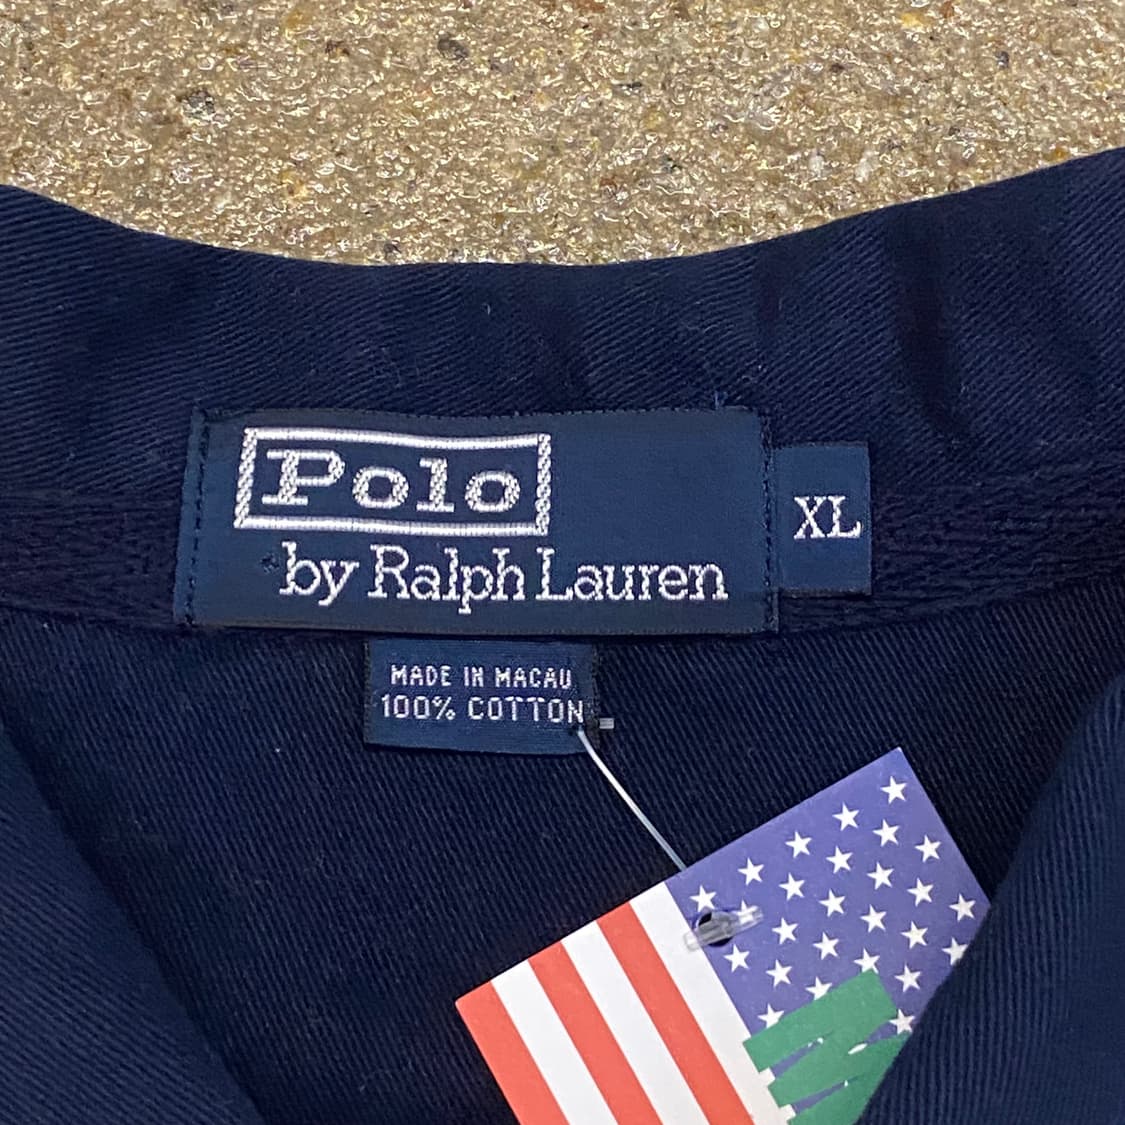 Polo
by Ralph Lauren
XL
MADE IN MACAU
100% COTTON